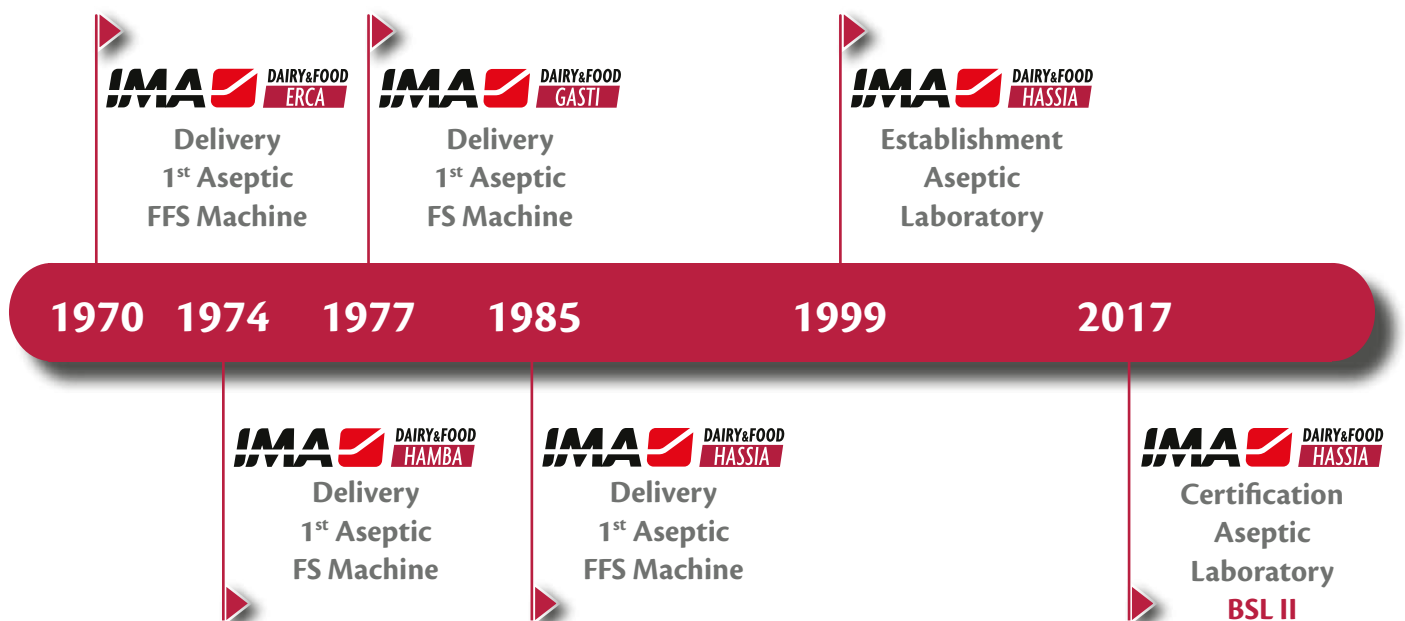 IMA DAIRY&FOOD ERCA
Delivery
1st Aseptic
FFS Machine
IMA DAIRY&FOOD GASTI
Delivery
1st Aseptic
FS Machine
IMA DAIRY&FOOD HASSIA
Establishment
Aseptic
Laboratory
1970 1974 1977 1985 1999 2017
IMA DAIRY&FOOD HAMBA
Delivery
1st Aseptic
FS Machine
IMA DAIRY&FOOD HASSIA
Delivery
1st Aseptic
FFS Machine
IMA DAIRY&FOOD HASSIA
Certification
Aseptic
Laboratory
BSL II